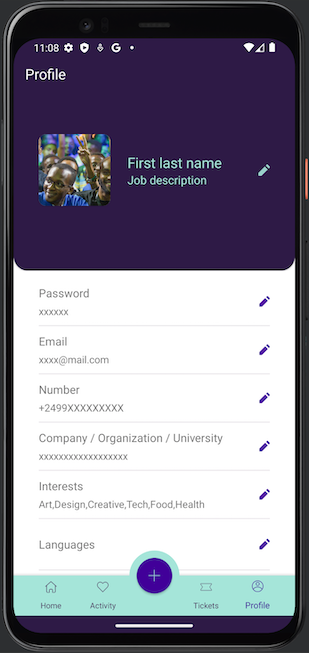 11:08
Profile
First last name
Job description
Password
xxxxxx
Email
xxxx@mail.com
Number
+2499XXXXXXXXX
Company / Organization / University
xxxxxxxxxxxxxxxxxx
Interests
Art,Design,Creative,Tech,Food,Health
Languages
Home
Activity
Tickets
Profile